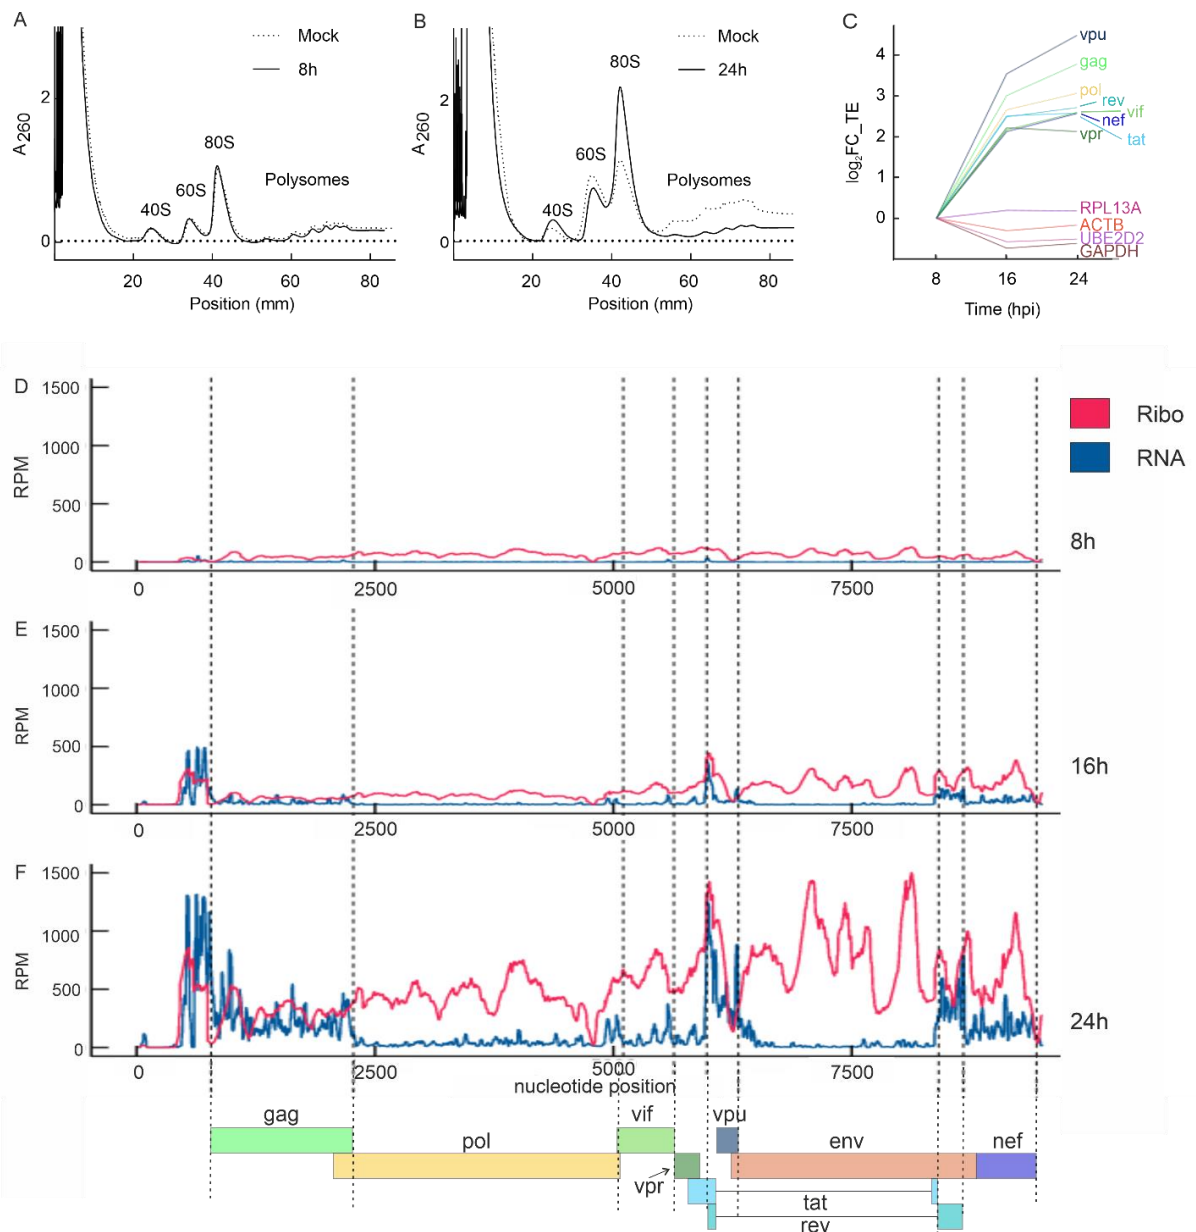 A
B
C
Mock
8h
2
0
A260
40S
60S
80S
Polysomes
20
40
60
80
Position (mm)
Mock
24h
2
0
A260
40S
60S
80S
Polysomes
20
40
60
80
Position (mm)
4
3
2
1
0
log2FC_TE
vpu
gag
pol
rev
vif
nef
tat
vpr
RPL13A
ACTB
UBE2D2
GAPDH
8
16
24
Time (hpi)
D
1500
1000
500
0
RPM
Ribo
RNA
8h
0
2500
5000
7500
E
1500
1000
500
0
RPM
16h
0
2500
5000
7500
F
1500
1000
500
0
RPM
24h
0
2500
5000
7500
nucleotide position
gag
vif
vpu
pol
env
nef
vpr
tat
rev